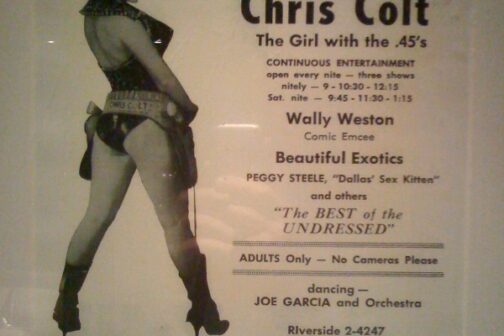 Chris Colt
The Girl with the .45's
CONTINUOUS ENTERTAINMENT
open every nite — three shows
nitely — 9 - 10:30 - 12:15
Sat. nite — 9:45 - 11:30 - 1:15
Wally Weston
Comic Emcee
Beautiful Exotics
PEGGY STEELE, "Dallas' Sex Kitten"
and others
"The BEST of the
UNDRESSED"
ADULTS Only — No Cameras Please
dancing —
JOE GARCIA and Orchestra
RIverside 2-4247